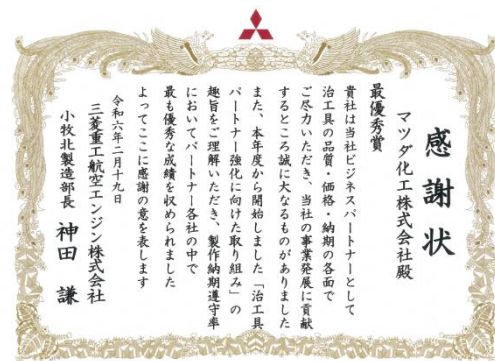 感謝状
マツダ化工株式会社殿
最優秀賞
貴社は当社ビジネスパートナーとして
治工具の品質・価格・納期の各面で
ご尽力いただき、当社の事業発展に貢献
するところ誠に大なるものがありました
また、本年度から開始しました「治工具
パートナー強化に向けた取り組み」の
趣旨をご理解いただき、製作納期遵守率
においてパートナー各社の中で
最も優秀な成績を収められました
よってここに感謝の意を表します
令和六年二月十九日
三菱重工航空エンジン株式会社
小牧北製造部長 神田 謙